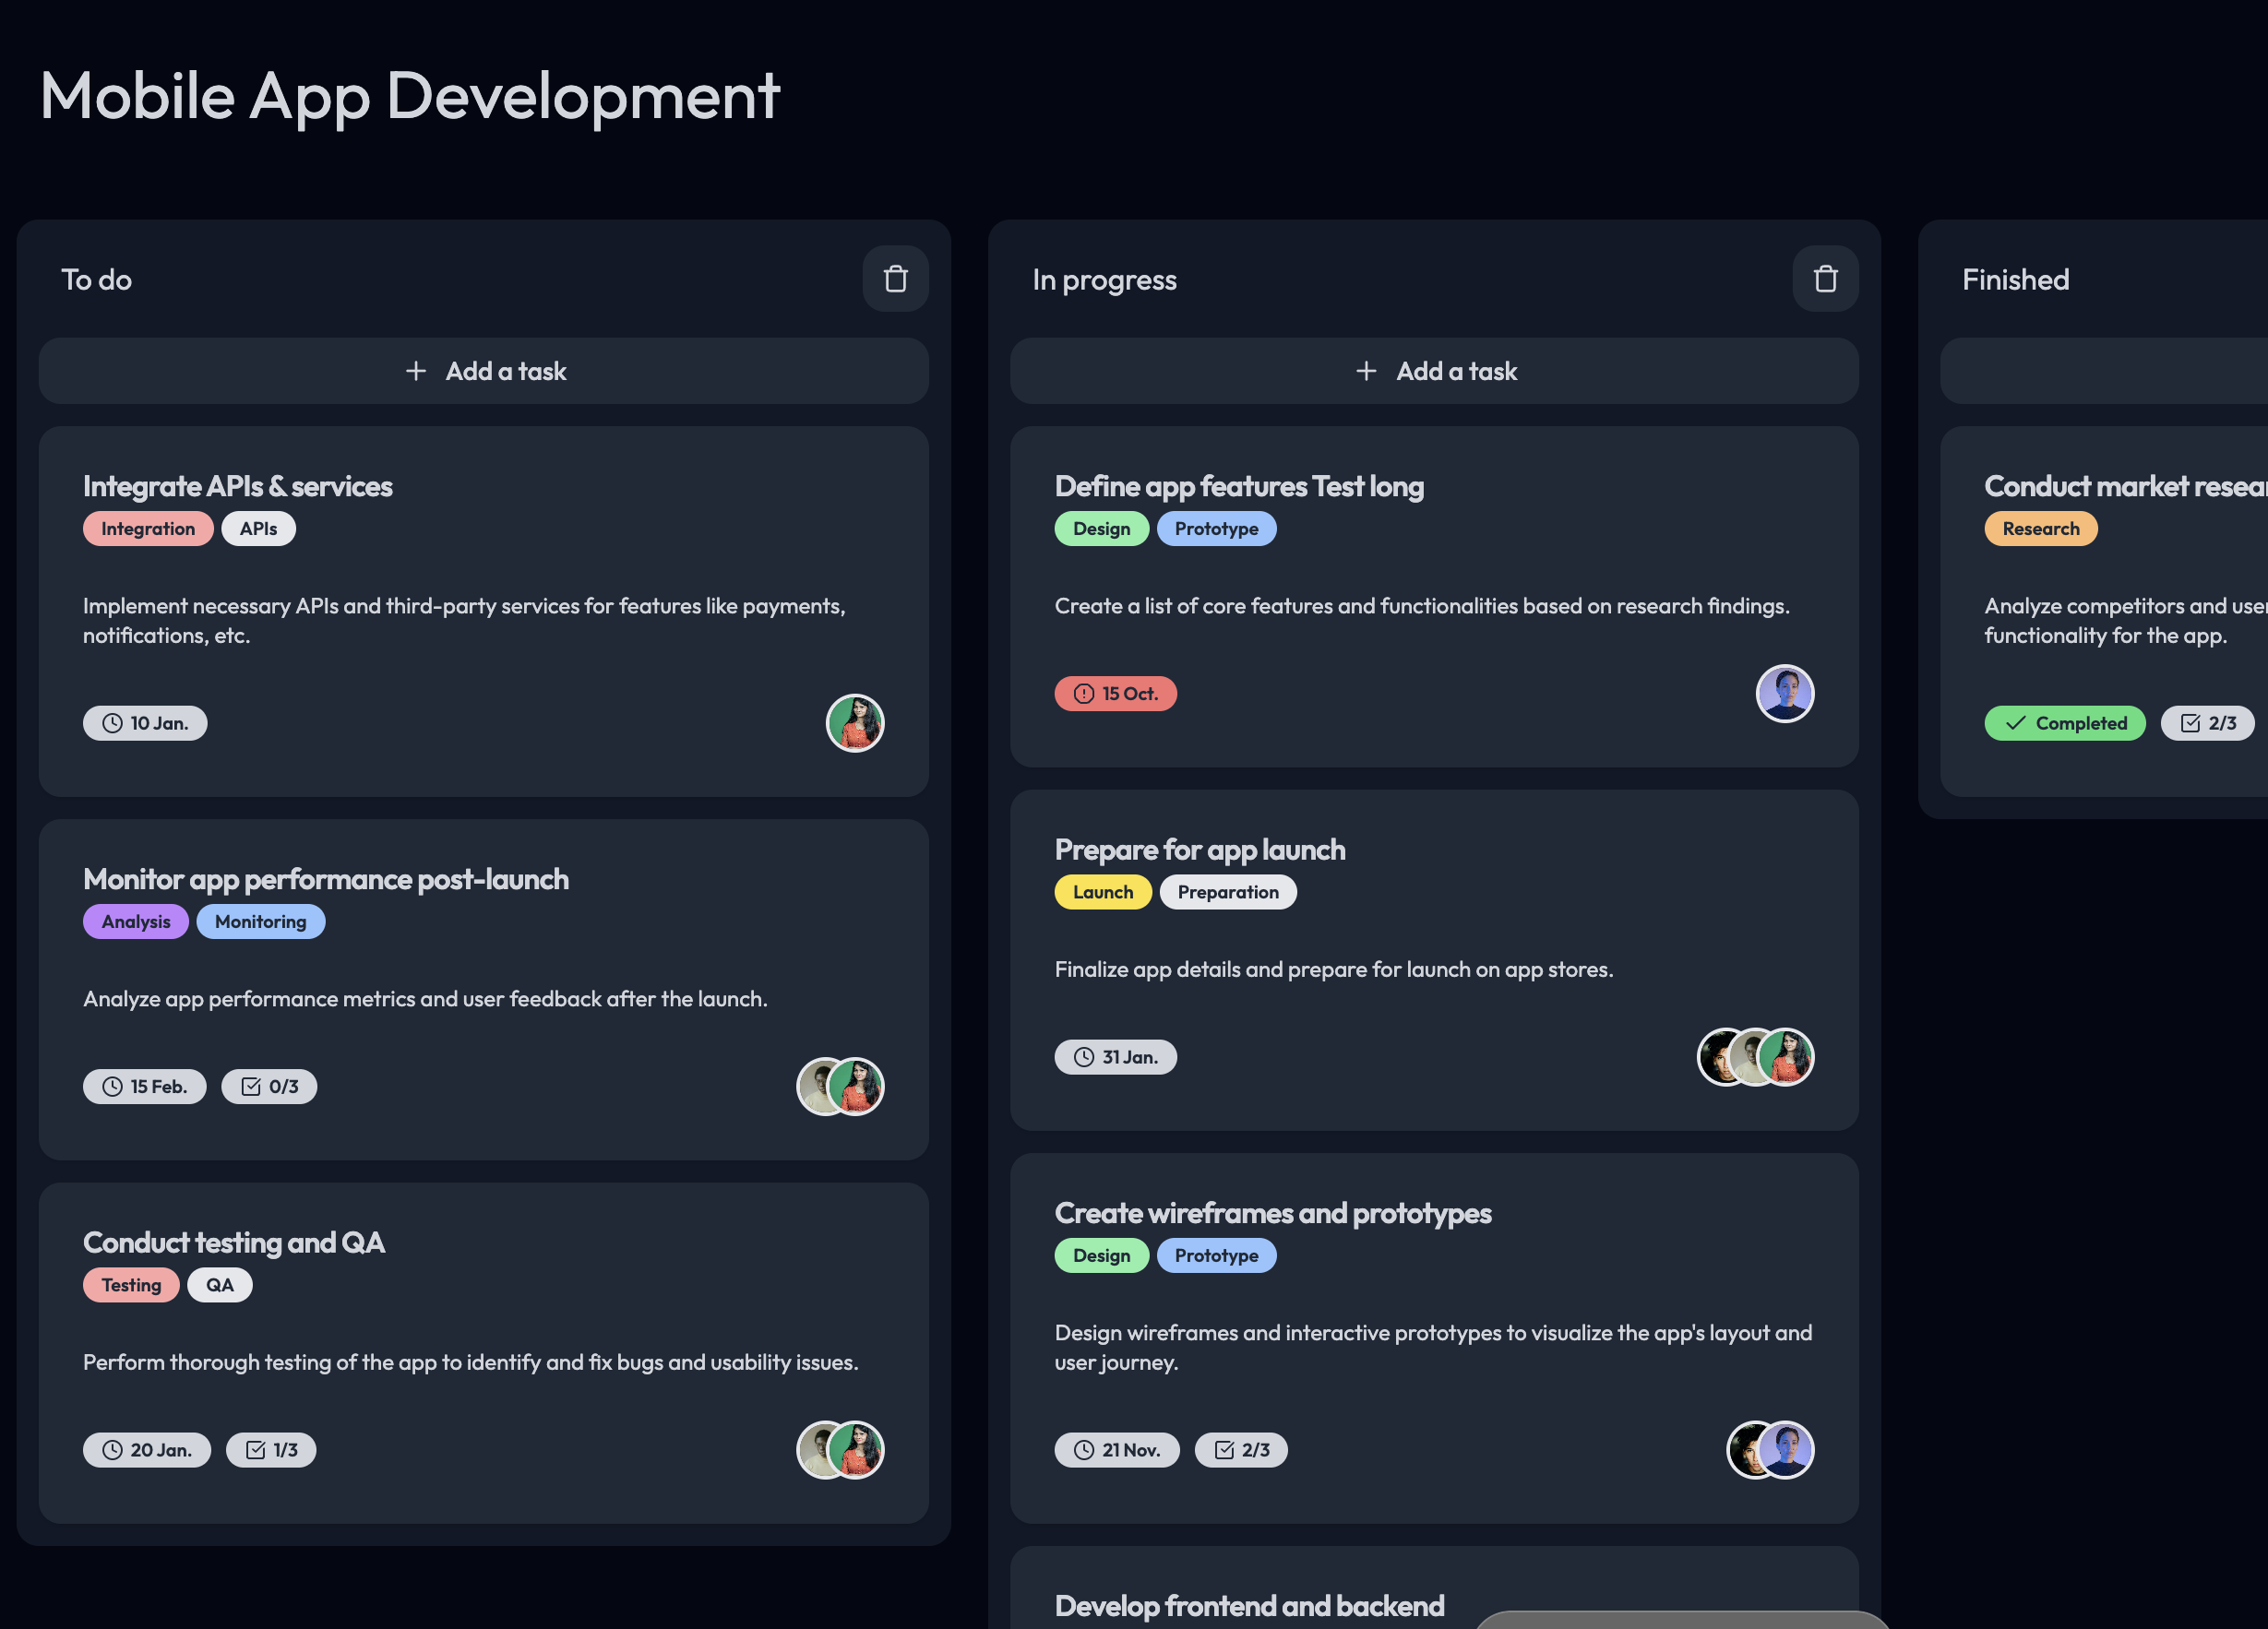 Mobile App Development
To do
Add a task
Integrate APIs & services
Integration APIs
Implement necessary APIs and third-party services for features like payments,
notifications, etc.
10 Jan.
Monitor app performance post-launch
Analysis Monitoring
Analyze app performance metrics and user feedback after the launch.
15 Feb. 0/3
Conduct testing and QA
Testing QA
Perform thorough testing of the app to identify and fix bugs and usability issues.
20 Jan. 1/3
In progress
Add a task
Define app features Test long
Design Prototype
Create a list of core features and functionalities based on research findings.
15 Oct.
Prepare for app launch
Launch Preparation
Finalize app details and prepare for launch on app stores.
31 Jan.
Create wireframes and prototypes
Design Prototype
Design wireframes and interactive prototypes to visualize the app's layout and
user journey.
21 Nov. 2/3
Develop frontend and backend
Finished
Conduct market
Research
Analyze competitors and
functionality for the app.
Completed 2/3